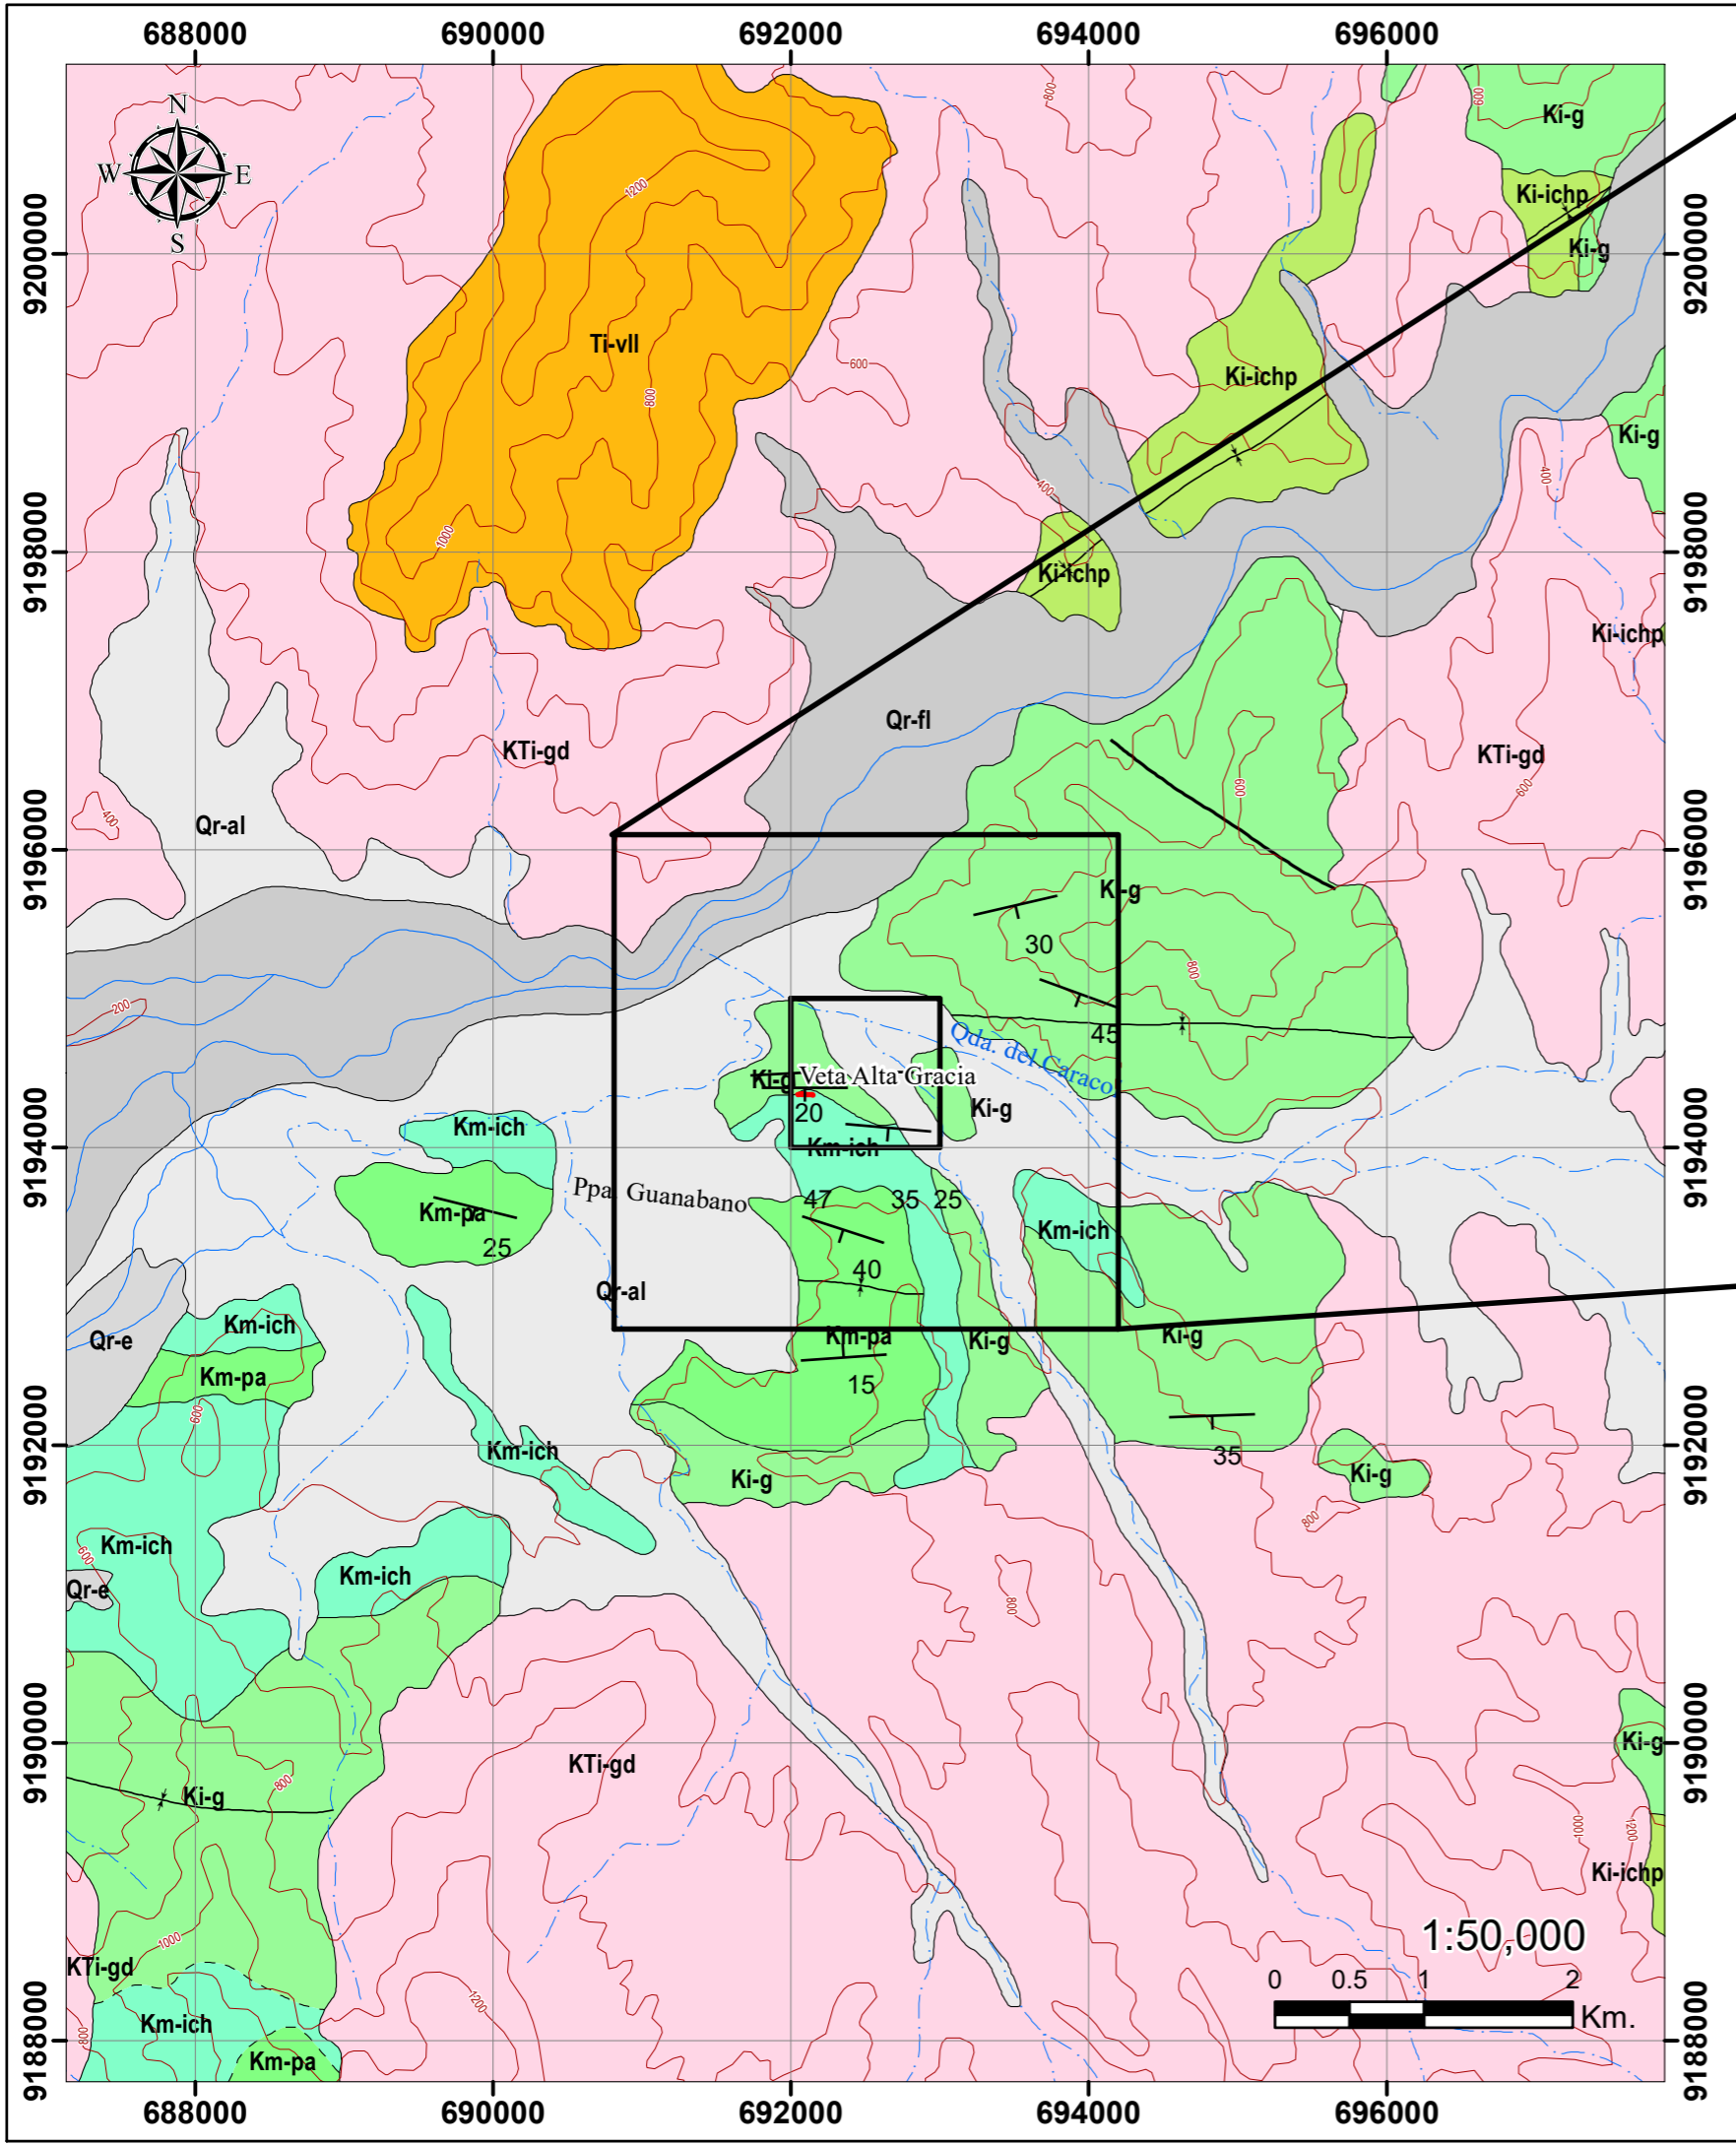 688000 690000 692000 694000 696000
N
W E
S
800
600
Ki-g
1200
Ki-ichp
Ki-g
9200000
9200000
Ti-vll
800
600
Ki-ichp
Ki-g
400
400
1000
9198000
9198000
Ki-ichp
Ki-ichp
Qr-fl
KTi-gd
KTi-gd
600
600
400
Qr-al
9196000
9196000
Ki-g
30
800
200
45
Qda. del Caracol
Ki-g
Veta Alta Gracia
20
Ki-g
Km-ich
Km-ich
9194000
9194000
Ppa. Guanabano
47 35 25
Km-pa
25
Km-ich
40
Qr-al
Km-ich
Qr-e
Km-pa
Ki-g
Ki-g
Km-pa
15
600
Km-ich
35
9192000
9192000
Ki-g
Ki-g
800
Km-ich
600
Km-ich
Qr-e
800
KTi-gd
9190000
9190000
Ki-g
800
Ki-g
1000
1200
Ki-ichp
1:50,000
1000
KTi-gd
1200
0 0.5 1 2
Km.
Km-ich
800
Km-pa
9188000
9188000
688000 690000 692000 694000 696000